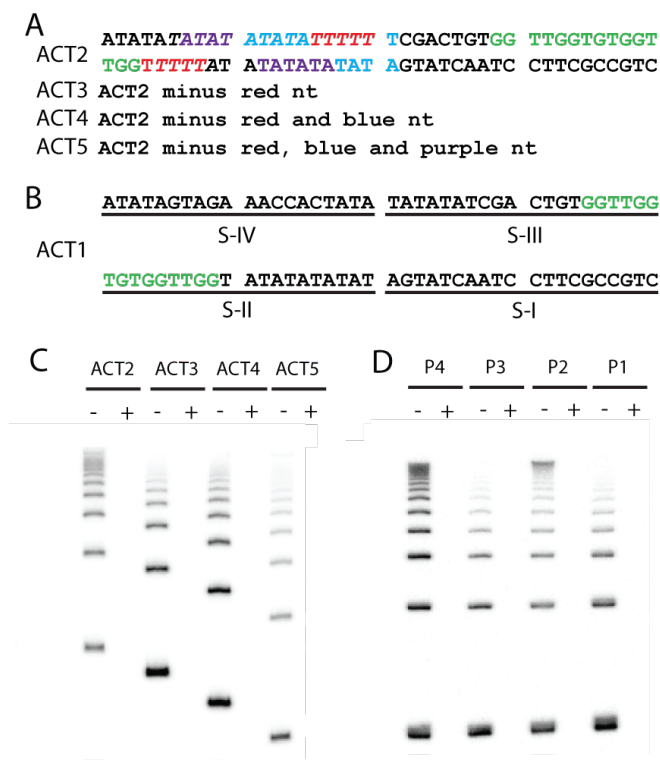 A
ATATATATAT ATATATTTTT TCGACTGTGG TTGGTGTGGT
ACT2
TGGTTTTTATA ATATATATATA AGTATCAATC CTTCGCCGTC
ACT3 ACT2 minus red nt
ACT4 ACT2 minus red and blue nt
ACT5 ACT2 minus red, blue and purple nt
B
ATATAGTAGA AACCACTATA TATATATCGA CTGTGGTTGG
S-IV S-III
ACT1
TGTGGTTGGT ATATATATAT AGTATCAATC CTTCGCCGTC
S-II S-I
C ACT2 ACT3 ACT4 ACT5 D P4 P3 P2 P1
- + - + - + - + - + - + - + - +